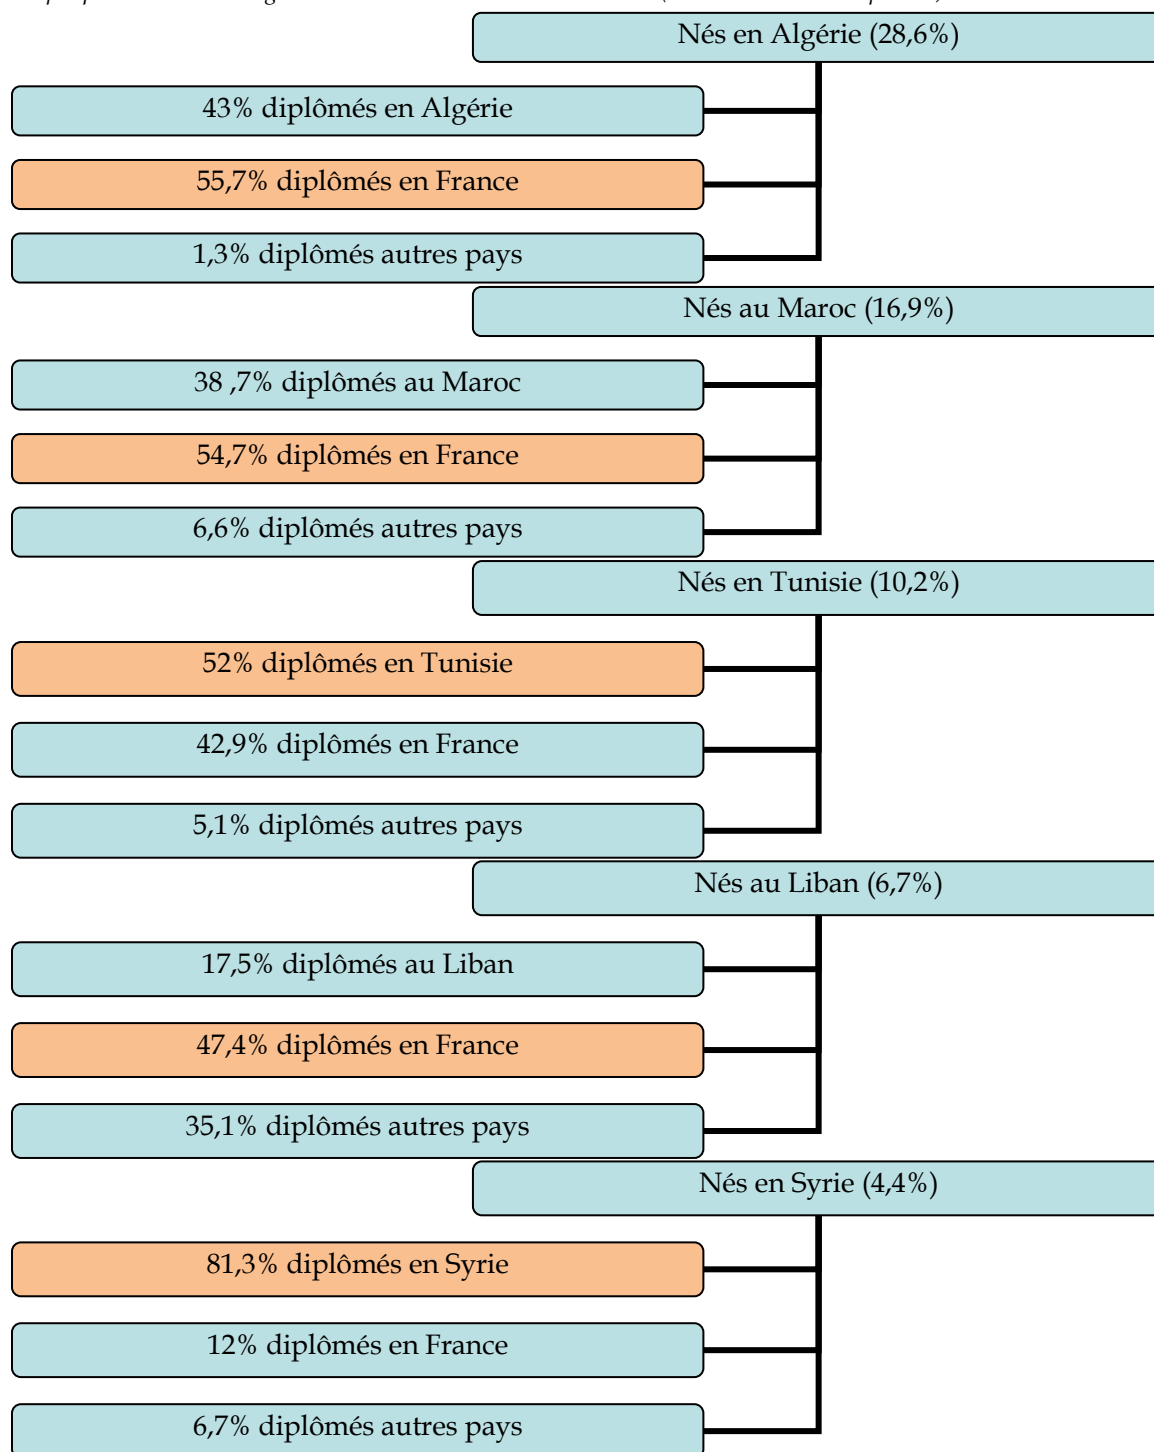 Nés en Algérie (28,6%)
43% diplômés en Algérie
55,7% diplômés en France
1,3% diplômés autres pays
Nés au Maroc (16,9%)
38 ,7% diplômés au Maroc
54,7% diplômés en France
6,6% diplômés autres pays
Nés en Tunisie (10,2%)
52% diplômés en Tunisie
42,9% diplômés en France
5,1% diplômés autres pays
Nés au Liban (6,7%)
17,5% diplômés au Liban
47,4% diplômés en France
35,1% diplômés autres pays
Nés en Syrie (4,4%)
81,3% diplômés en Syrie
12% diplômés en France
6,7% diplômés autres pays